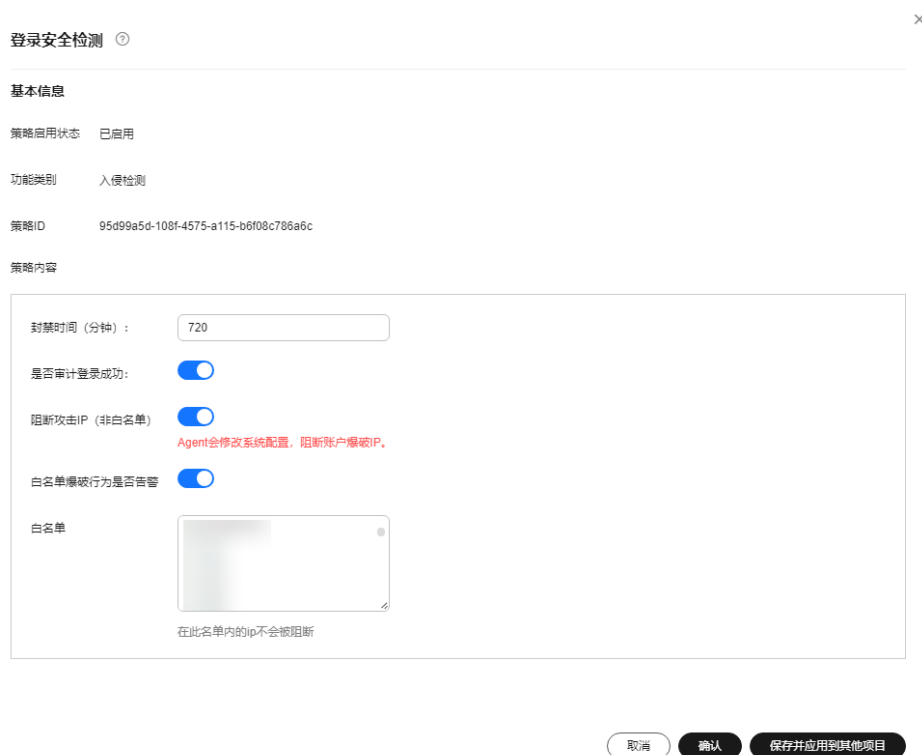 登录安全检测
基本信息
策略启用状态 已启用
功能类别 入侵检测
策略ID 95d99a5d-108f-4575-a115-b6f08c786a6c
策略内容
封禁时间（分钟）: 720
是否审计登录成功:
阻断攻击IP（非白名单）
Agent会修改系统配置，阻断账户爆破IP。
白名单爆破行为是否告警
白名单
在此名单内的ip不会被阻断
取消 确认 保存并应用到其他项目